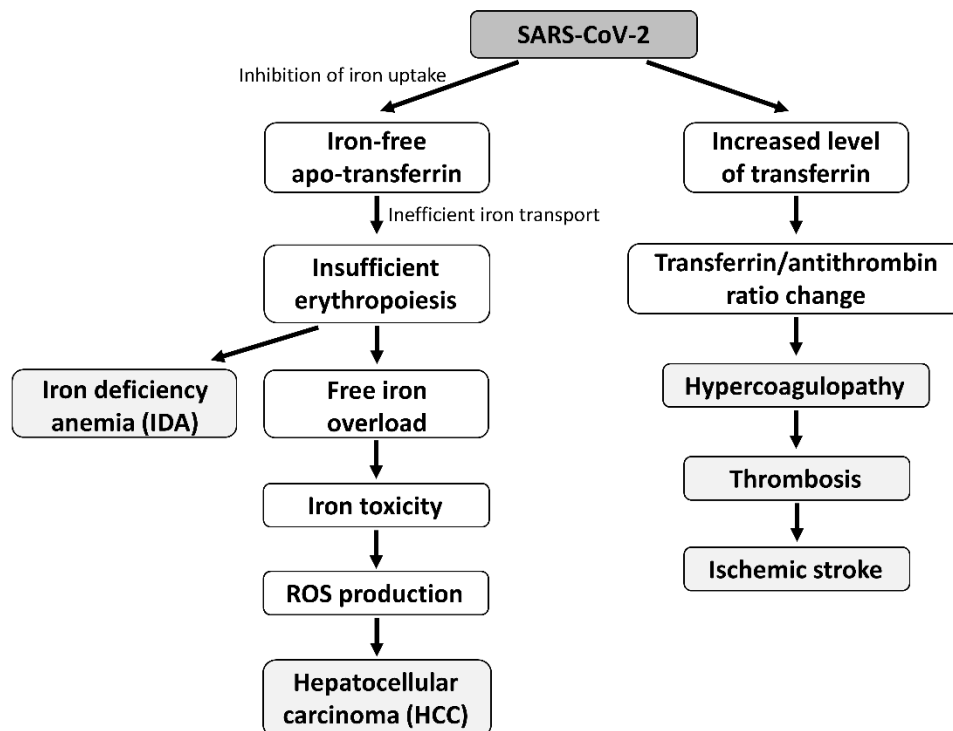 SARS-CoV-2
Inhibition of iron uptake
Iron-free
apo-transferrin
Increased level
of transferrin
Inefficient iron transport
Insufficient
erythropoiesis
Transferrin/antithrombin
ratio change
Iron deficiency
anemia (IDA)
Free iron
overload
Hypercoagulopathy
Iron toxicity
Thrombosis
ROS production
Ischemic stroke
Hepatocellular
carcinoma (HCC)